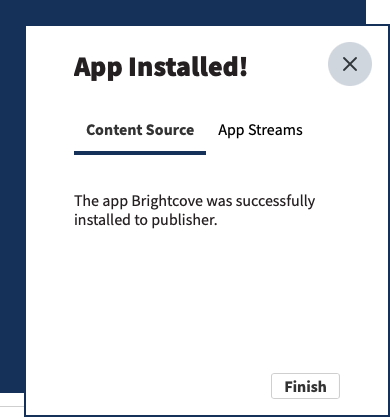 App Installed!
Content Source App Streams
The app Brightcove was successfully
installed to publisher.
Finish